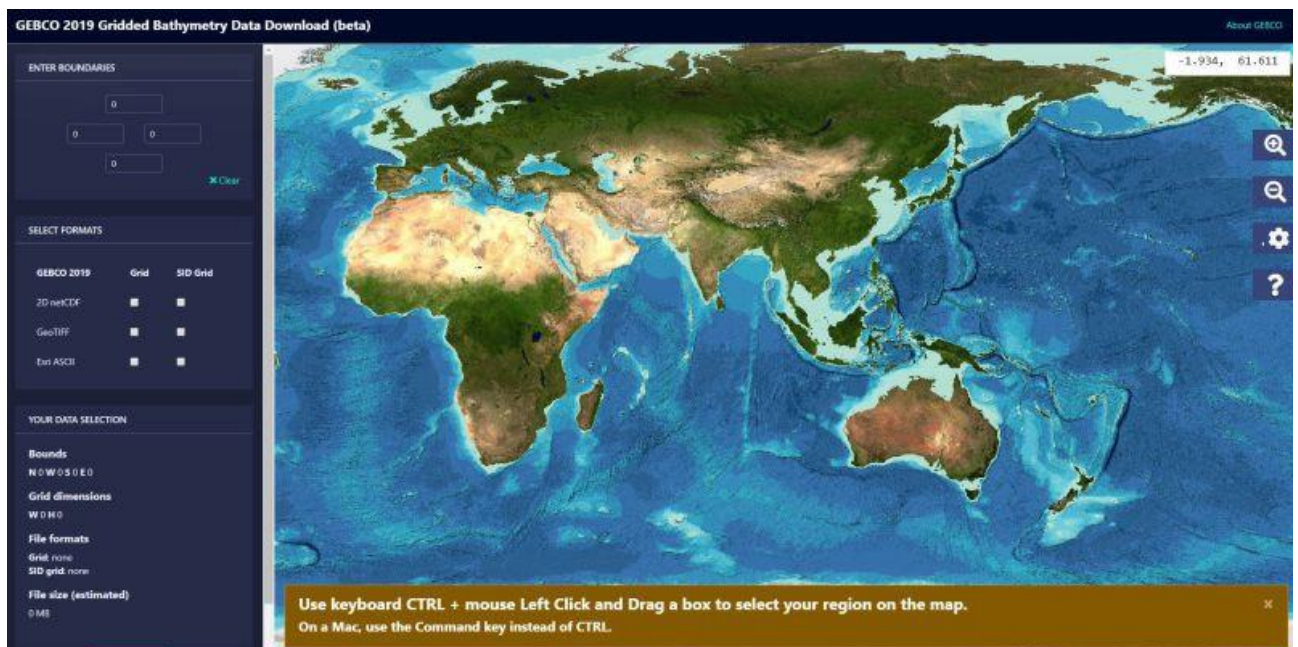 GEBCO 2019 Gridded Bathymetry Data Download (beta)
About GEBCO
ENTER BOUNDARIES
0
0 0
0
✖ Clear
SELECT FORMATS
GEBCO 2019 Grid SID Grid
2D netCDF
GeoTIFF
Esri ASCII
YOUR DATA SELECTION
Bounds
N 0 W 0 S 0 E 0
Grid dimensions
W 0 H 0
File formats
Grid: none
SID grid: none
File size (estimated)
0 MB
-1.934, 61.611
?
Use keyboard CTRL + mouse Left Click and Drag a box to select your region on the map.
On a Mac, use the Command key instead of CTRL.
×